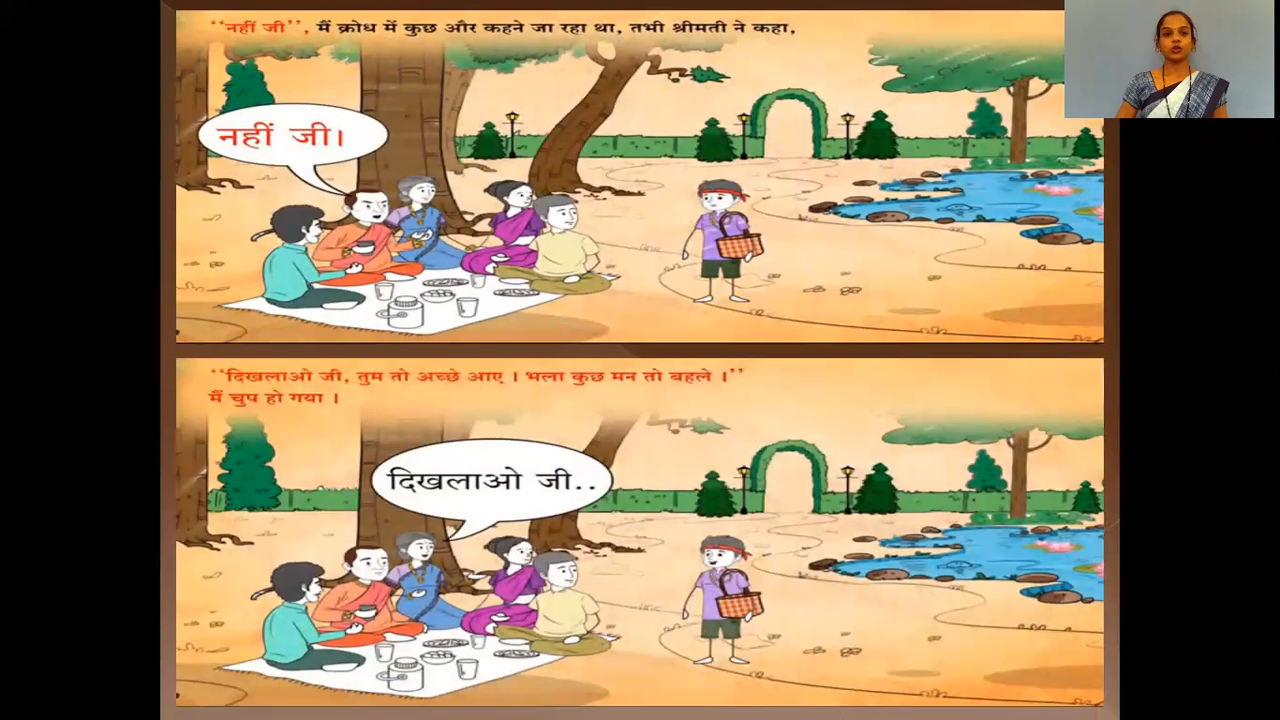 “नहीं जी”, मैं क्रोध में कुछ और कहने जा रहा था, तभी श्रीमती ने कहा,
नहीं जी।
“दिखलाओ जी, तुम तो अच्छे आए । भला कुछ मन तो बहले ।”
मैं चुप हो गया ।
दिखलाओ जी..